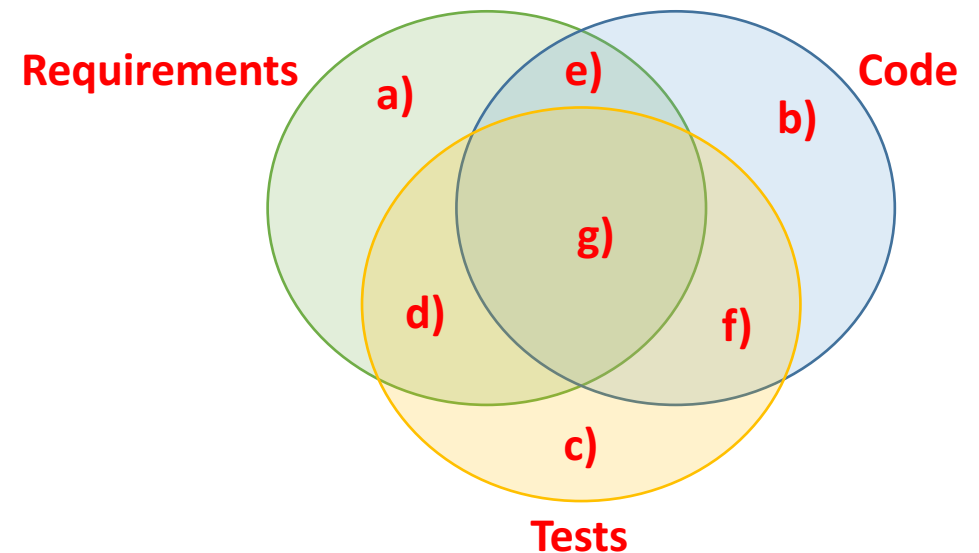 Requirements
a)
e)
Code
b)
g)
d)
f)
c)
Tests